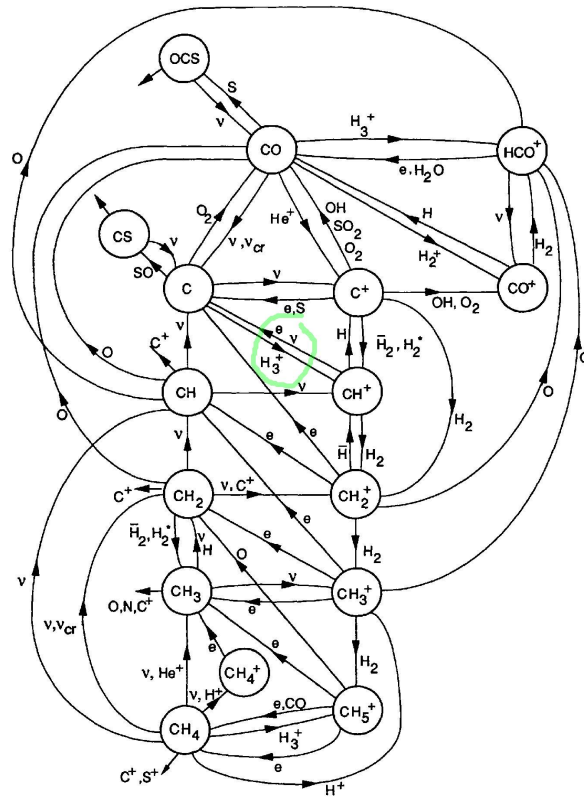 OCS
S
ν
H₃⁺
CO
HCO⁺
e, H₂O
O
O₂
ν, νcr
He⁺
OH
SO₂
O₂
H
H₂⁺
ν
H₂
CS
ν
SO
C
ν
C⁺
OH, O₂
CO⁺
e, S
C⁺
ν
e
ν
H₃⁺
H
H̅₂, H₂*
O
O
CH
ν
CH⁺
O
O
ν
e
e
H̅
H₂
H₂
C⁺
CH₂
ν, C⁺
CH₂⁺
e
H̅₂, H₂*
ν
H
e
O
H₂
ν
ν, νcr
O, N, C⁺
CH₃
ν
CH₃⁺
e
e
CH₄⁺
e
H₂
ν, He⁺
ν, H⁺
e, CO
CH₅⁺
CH₄
H₃⁺
e
C⁺, S⁺
H⁺